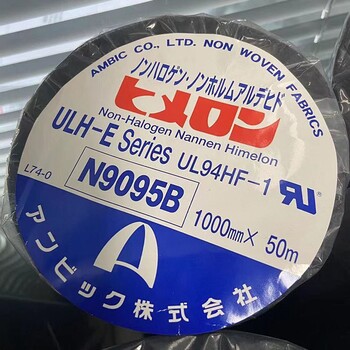 AMBIC CO., LTD. NON WOVEN FABRICS
ノンハロゲン・ノンホルムアルデヒド
ヒメロン
Non-Halogen Nannen Himelon
ULH-E Series UL94HF-1
L74-0
N9095B
1000mm× 50m
アンビック株式会社